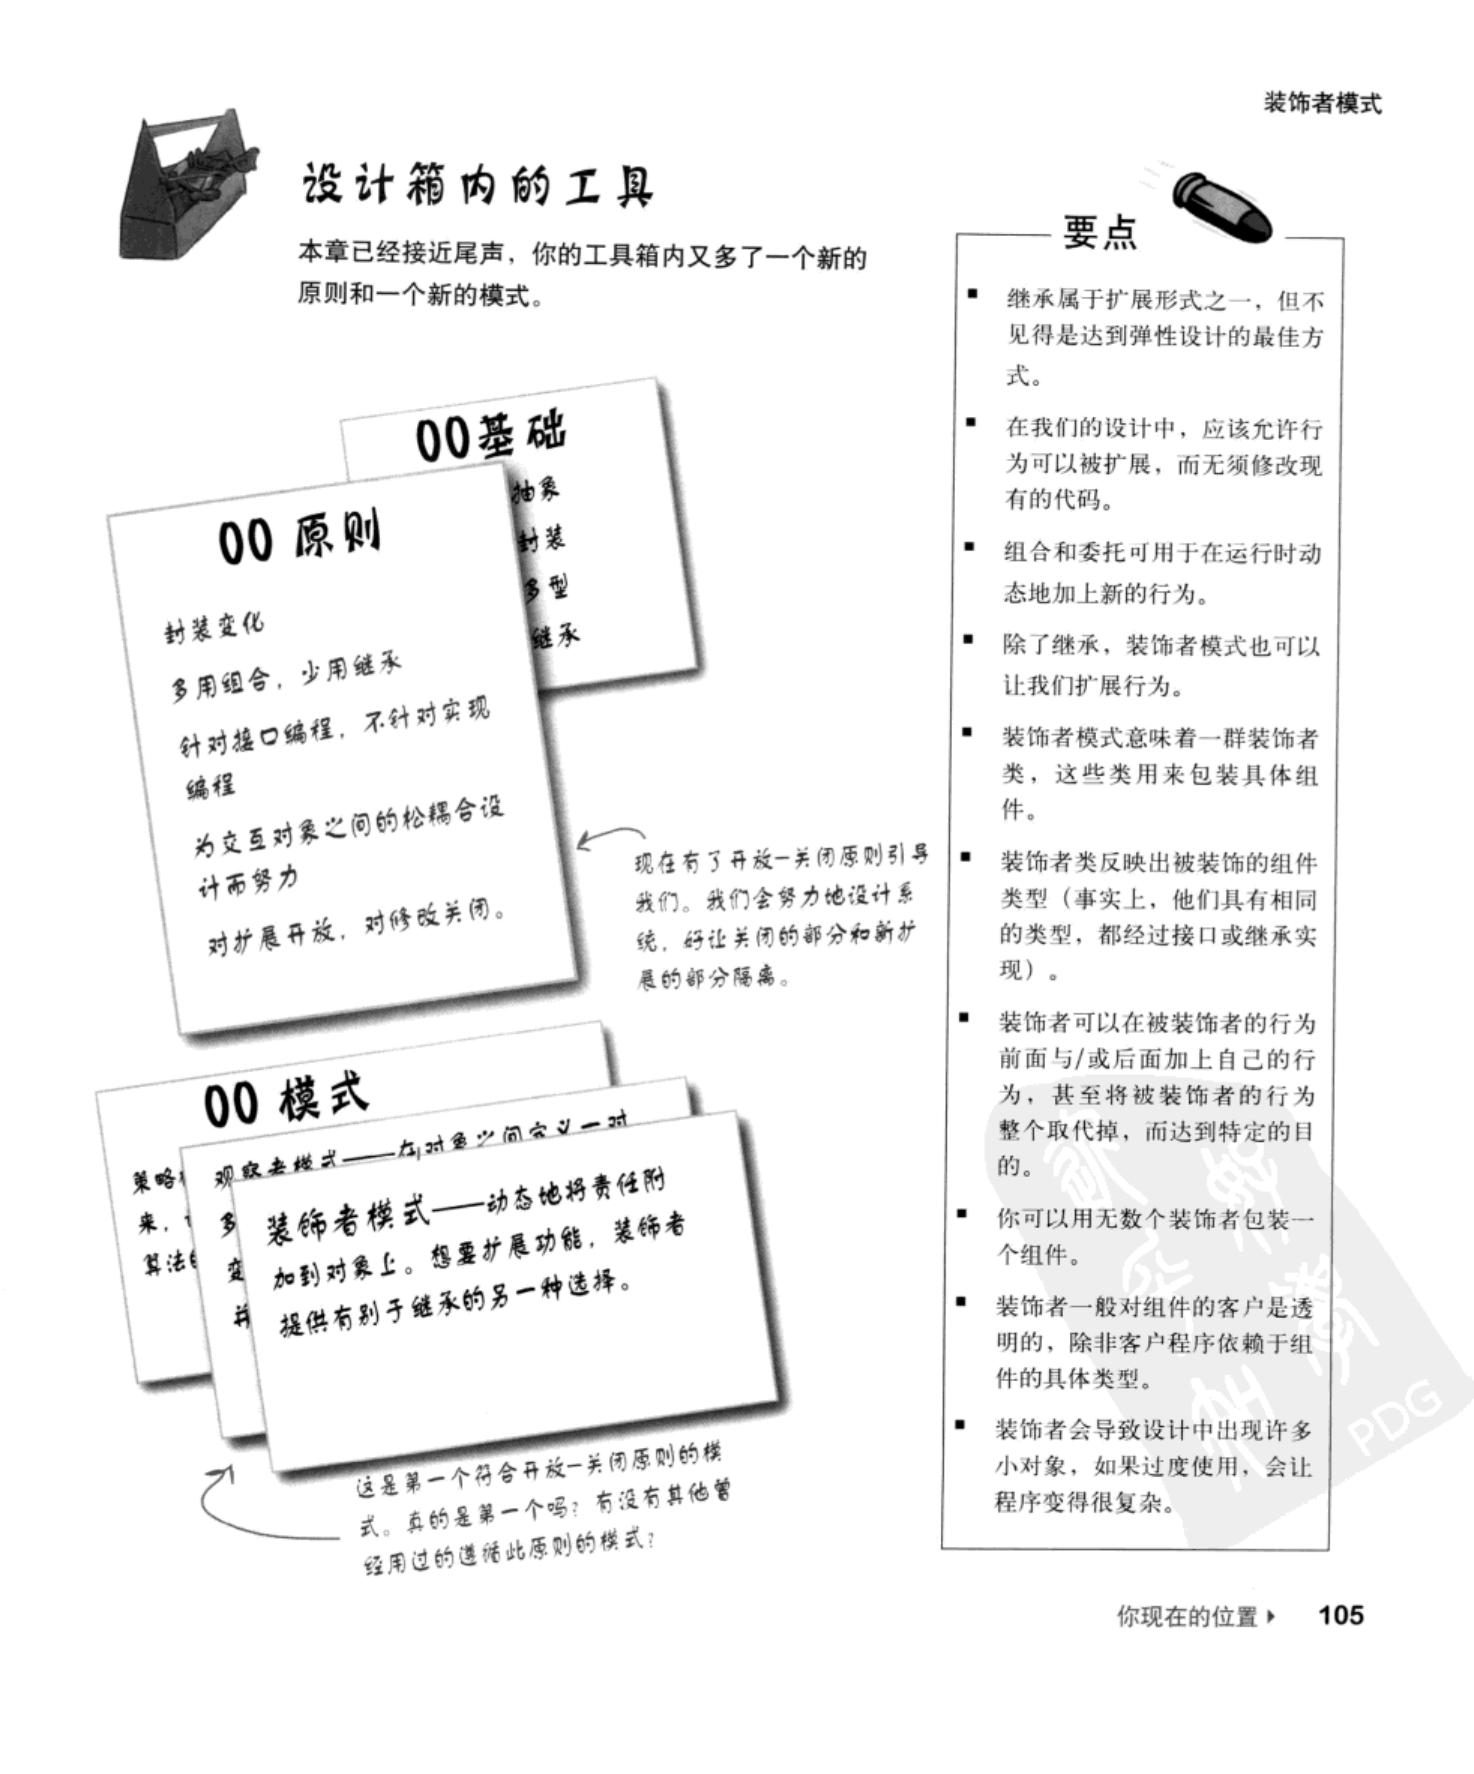 装饰者模式
设计箱内的工具
本章已经接近尾声，你的工具箱内又多了一个新的
原则和一个新的模式。
OO基础
抽象
封装
多型
继承
OO 原则
封装变化
多用组合，少用继承
针对接口编程，不针对实现
编程
为交互对象之间的松耦合设
计而努力
对扩展开放，对修改关闭。
现在有了开放-关闭原则引导
我们。我们会努力地设计系
统，好让关闭的部分和新扩
展的部分隔离。
OO 模式
策略
来，
算法
观察者模式——在对象之间定义一对
多
变
并
装饰者模式——动态地将责任附
加到对象上。想要扩展功能，装饰者
提供有别于继承的另一种选择。
这是第一个符合开放-关闭原则的模
式。真的是第一个吗？有没有其他曾
经用过的遵循此原则的模式？
要点
▪ 继承属于扩展形式之一，但不
见得是达到弹性设计的最佳方
式。
▪ 在我们的设计中，应该允许行
为可以被扩展，而无须修改现
有的代码。
▪ 组合和委托可用于在运行时动
态地加上新的行为。
▪ 除了继承，装饰者模式也可以
让我们扩展行为。
▪ 装饰者模式意味着一群装饰者
类，这些类用来包装具体组
件。
▪ 装饰者类反映出被装饰的组件
类型（事实上，他们具有相同
的类型，都经过接口或继承实
现）。
▪ 装饰者可以在被装饰者的行为
前面与/或后面加上自己的行
为，甚至将被装饰者的行为
整个取代掉，而达到特定的目
的。
▪ 你可以用无数个装饰者包装一
个组件。
▪ 装饰者一般对组件的客户是透
明的，除非客户程序依赖于组
件的具体类型。
▪ 装饰者会导致设计中出现许多
小对象，如果过度使用，会让
程序变得很复杂。
PDG
你现在的位置▸ 105